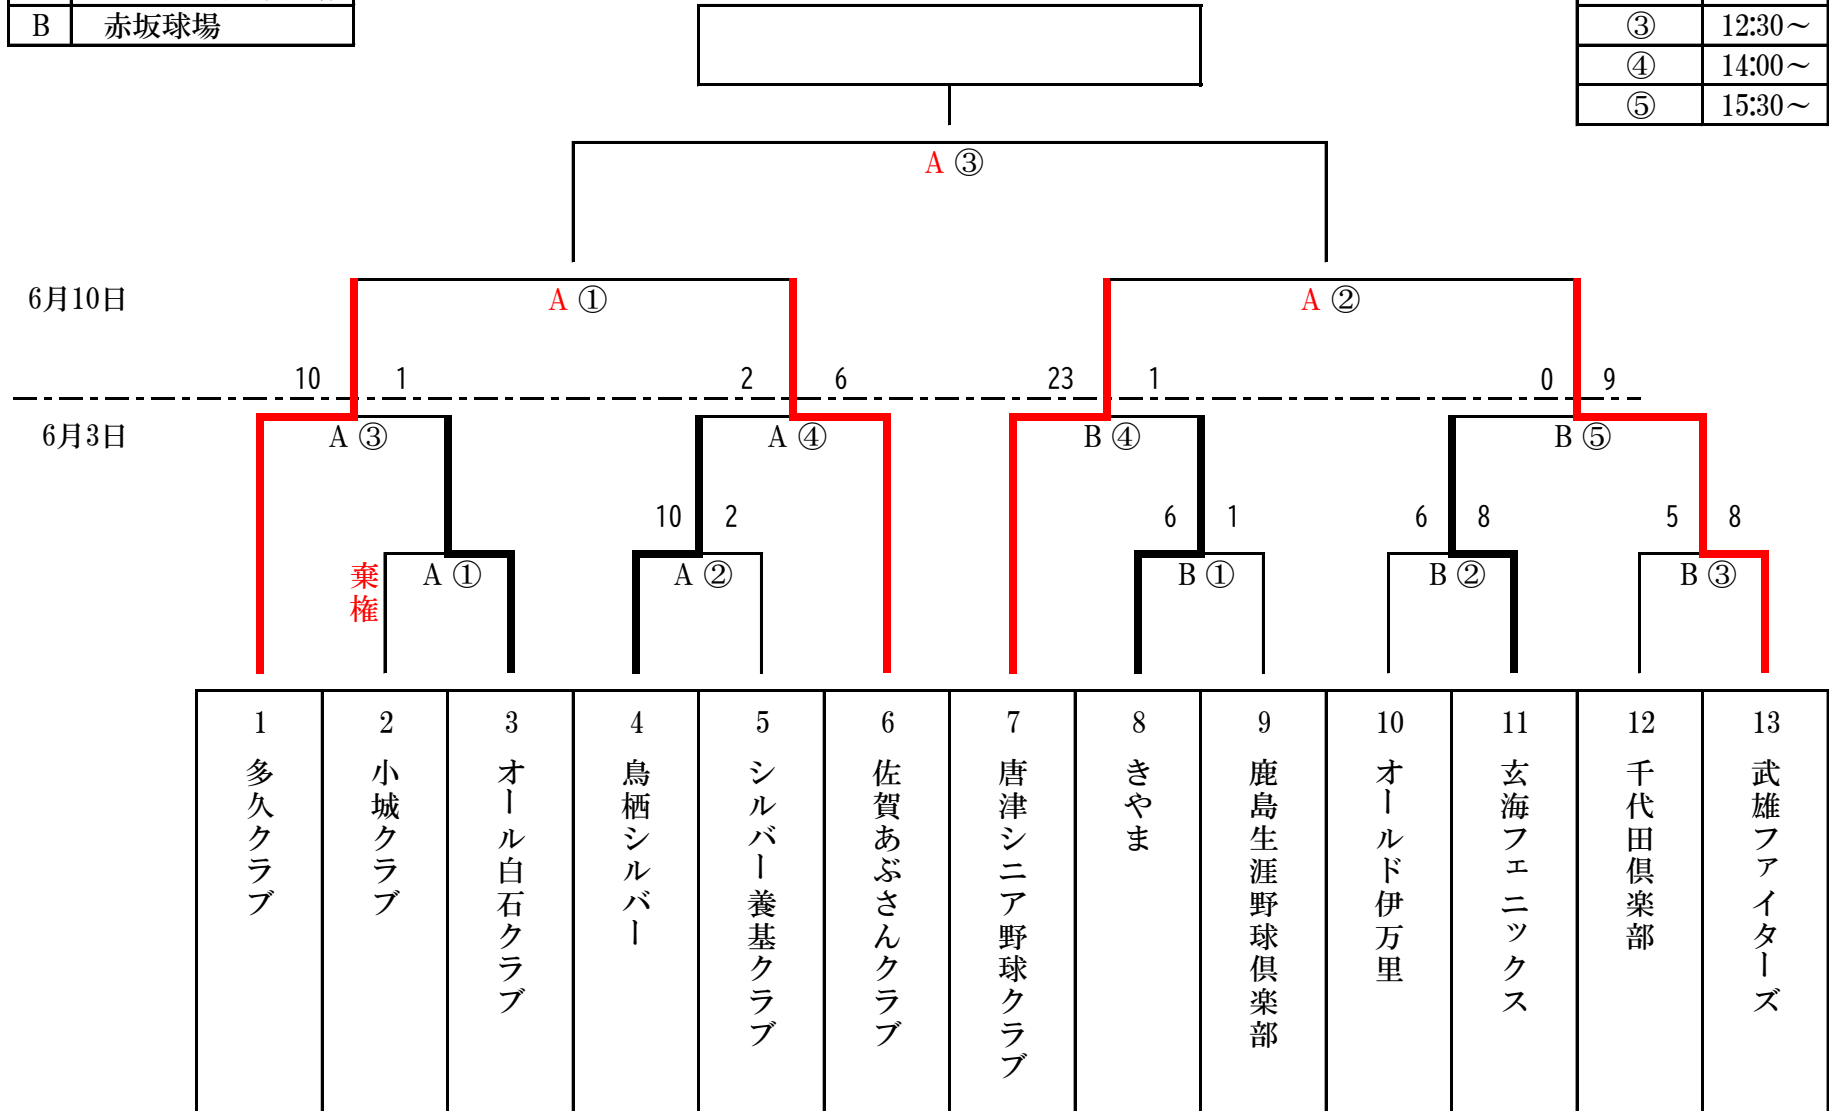 B 赤坂球場
③ 12:30～
④ 14:00～
⑤ 15:30～
A ③
6月10日
A ①
A ②
10 1
2 6
23 1
0 9
6月3日
A ③
A ④
B ④
B ⑤
10 2
6 1
6 8
5 8
棄権
A ①
A ②
B ①
B ②
B ③
1 多久クラブ
2 小城クラブ
3 オール白石クラブ
4 鳥栖シルバー
5 シルバー養基クラブ
6 佐賀あぶさんクラブ
7 唐津シニア野球クラブ
8 きやま
9 鹿島生涯野球倶楽部
10 オールド伊万里
11 玄海フェニックス
12 千代田倶楽部
13 武雄ファイターズ